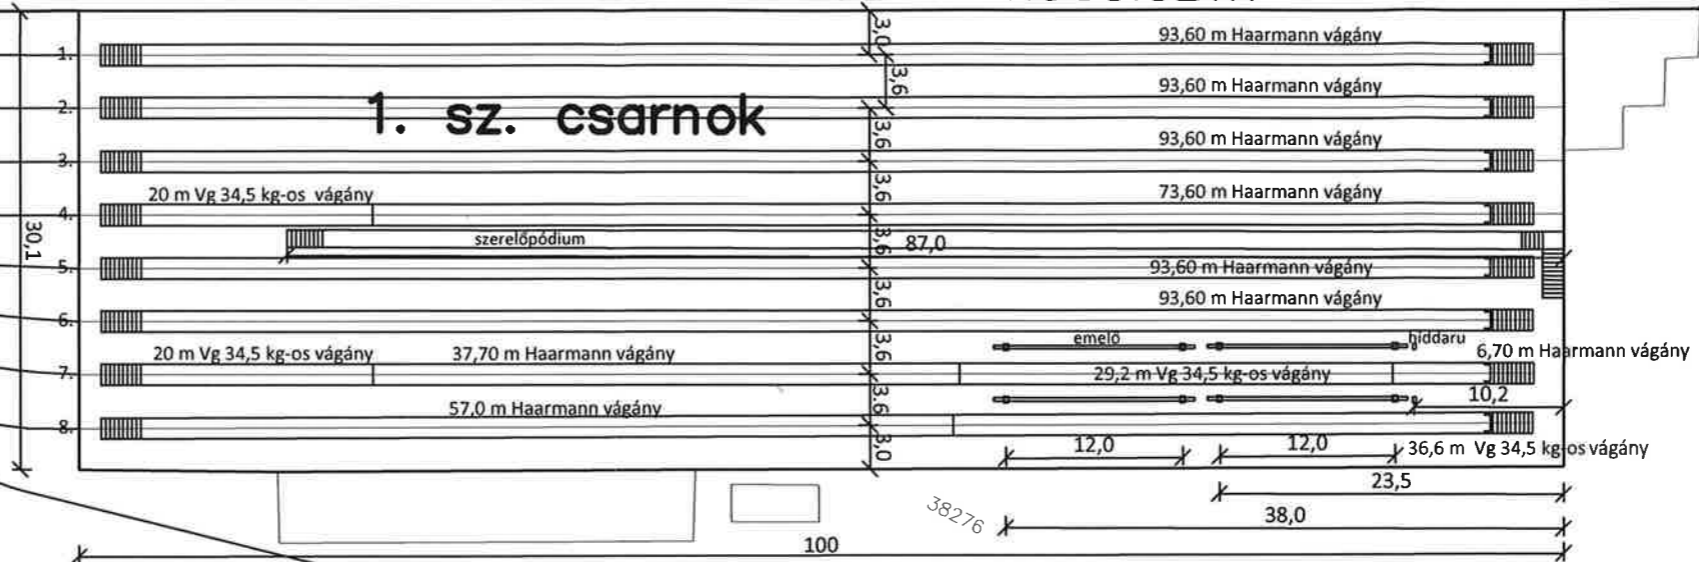 93,60 m Haarmann vágány
1.
3,0
3,6
93,60 m Haarmann vágány
2.
1. sz. csarnok
3,6
93,60 m Haarmann vágány
3.
3,6
20 m Vg 34,5 kg-os vágány
73,60 m Haarmann vágány
4.
30,1
szerelőpódium
3,6
87,0
5.
93,60 m Haarmann vágány
3,6
93,60 m Haarmann vágány
6.
emelő
hiddaru
3,6
20 m Vg 34,5 kg-os vágány
37,70 m Haarmann vágány
6,70 m Haarmann vágány
7.
29,2 m Vg 34,5 kg-os vágány
3,6
10,2
57,0 m Haarmann vágány
8.
3,0
12,0
12,0
36,6 m Vg 34,5 kg-os vágány
23,5
38276
38,0
100